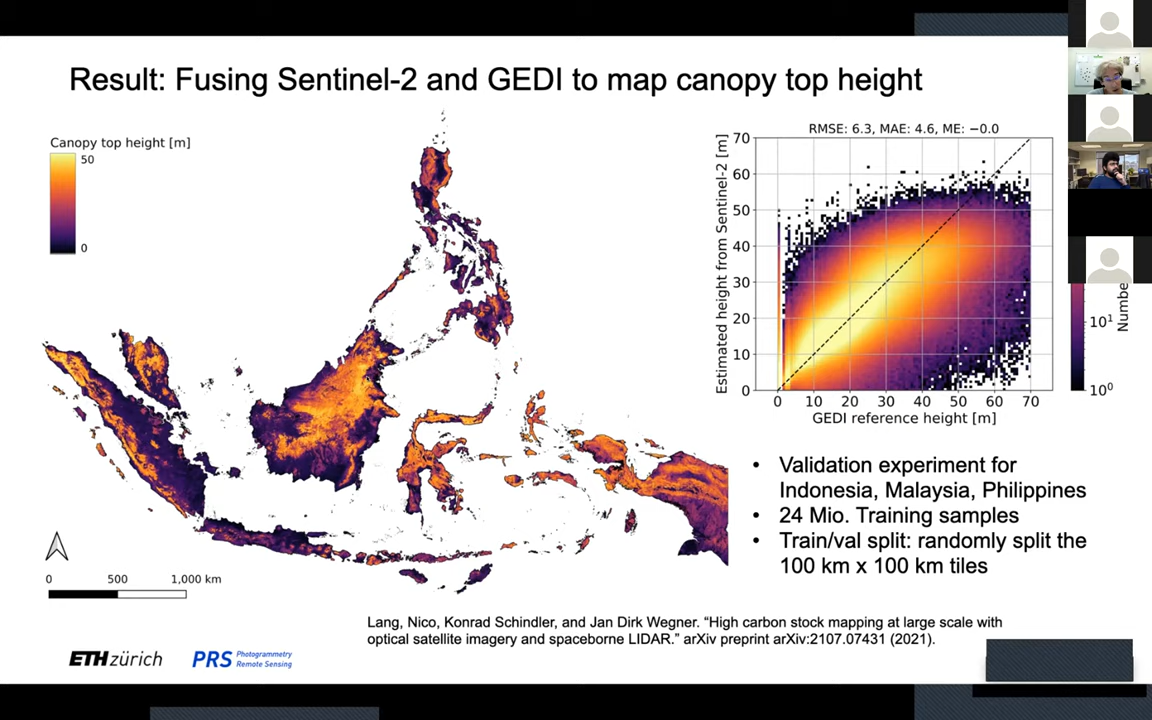 Result: Fusing Sentinel-2 and GEDI to map canopy top height
Canopy top height [m]
50
0
0 500 1,000 km
RMSE: 6.3, MAE: 4.6, ME: −0.0
Estimated height from Sentinel-2 [m]
70
60
50
40
30
20
10
0
0 10 20 30 40 50 60 70
GEDI reference height [m]
Numbe
10¹
10⁰
• Validation experiment for
Indonesia, Malaysia, Philippines
• 24 Mio. Training samples
• Train/val split: randomly split the
100 km x 100 km tiles
Lang, Nico, Konrad Schindler, and Jan Dirk Wegner. “High carbon stock mapping at large scale with
optical satellite imagery and spaceborne LIDAR.” arXiv preprint arXiv:2107.07431 (2021).
ETH zürich
PRS Photogrammetry
Remote Sensing